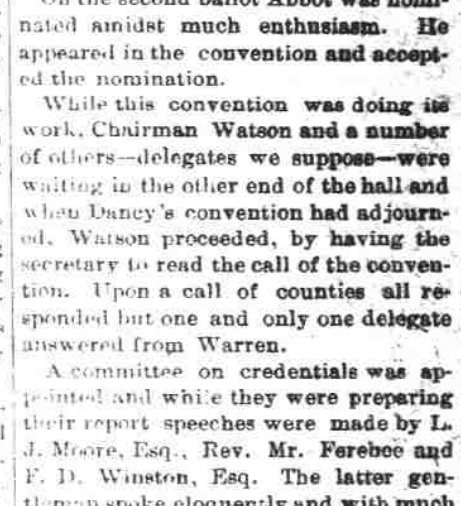 On the second ballot Abbot was nomi-
nated amidst much enthusiasm. He
appeared in the convention and accept-
ed the nomination.
While this convention was doing its
work, Chairman Watson and a number
of others—delegates we suppose—were
waiting in the other end of the hall and
when Dancy's convention had adjourn-
ed, Watson proceeded, by having the
secretary to read the call of the conven-
tion. Upon a call of counties all re-
sponded but one and only one delegate
answered from Warren.
A committee on credentials was ap-
pointed and while they were preparing
their report speeches were made by L.
J. Moore, Esq., Rev. Mr. Ferebee and
F. D. Winston, Esq. The latter gen-
tleman spoke eloquently and with much